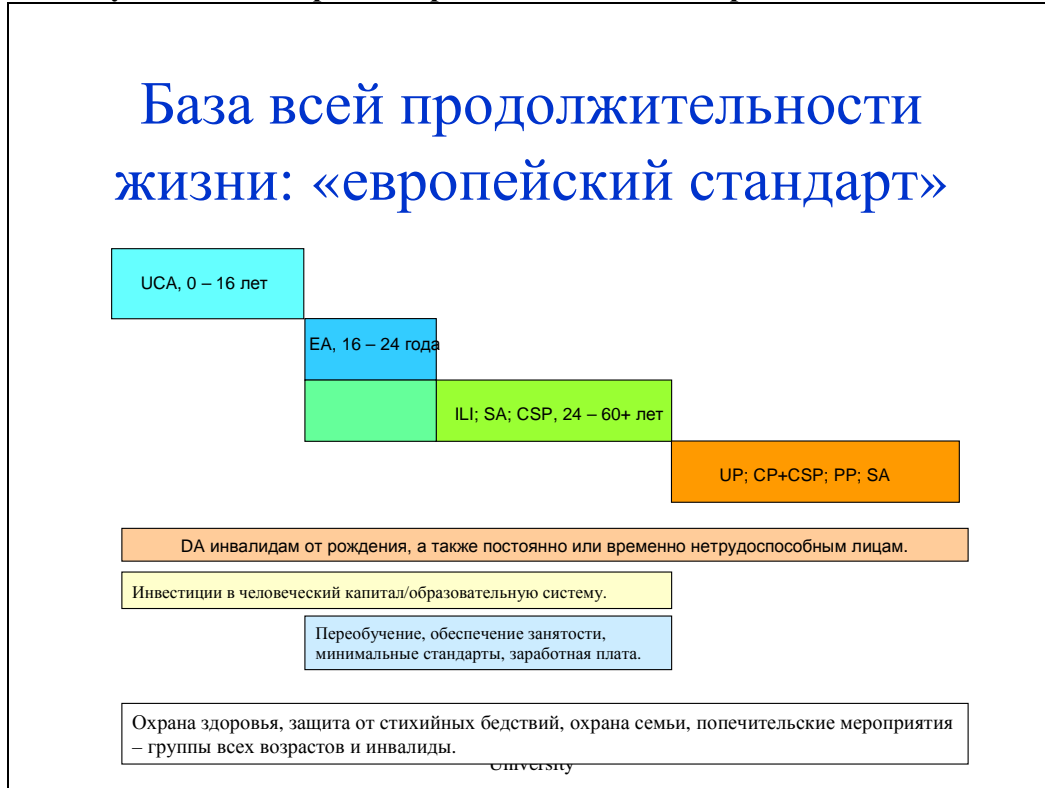 База всей продолжительности
жизни: «европейский стандарт»
UCA, 0 – 16 лет
EA, 16 – 24 года
ILI; SA; CSP, 24 – 60+ лет
UP; CP+CSP; PP; SA
DA инвалидам от рождения, а также постоянно или временно нетрудоспособным лицам.
Инвестиции в человеческий капитал/образовательную систему.
Переобучение, обеспечение занятости,
минимальные стандарты, заработная плата.
Охрана здоровья, защита от стихийных бедствий, охрана семьи, попечительские мероприятия
– группы всех возрастов и инвалиды.
University